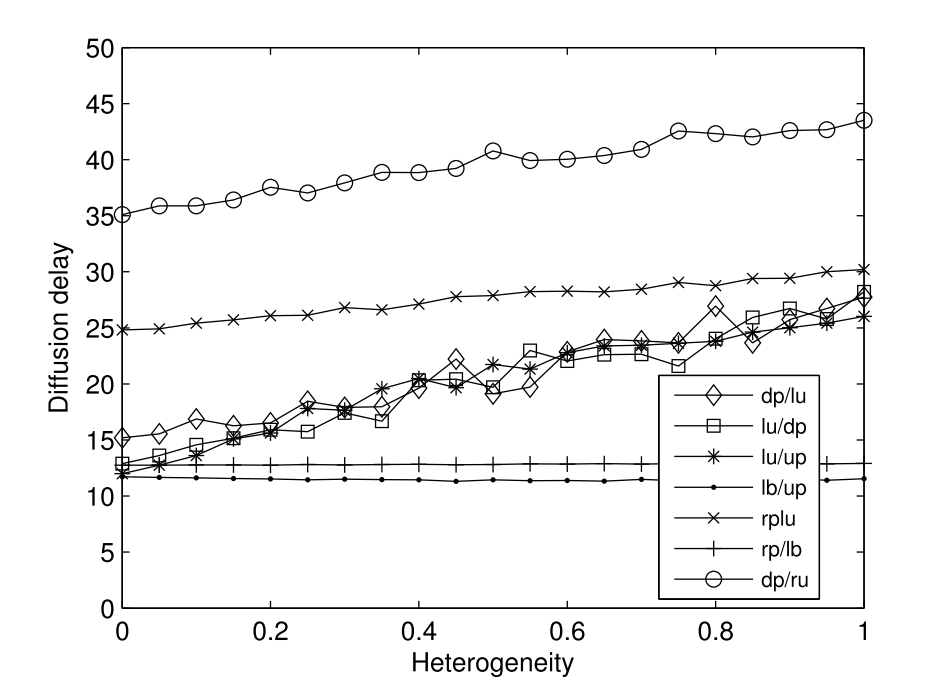 50
45
40
35
30
25
20
15
10
5
0
Diffusion delay
dp/lu
lu/dp
lu/up
lb/up
rplu
rp/lb
dp/ru
0 0.2 0.4 0.6 0.8 1
Heterogeneity